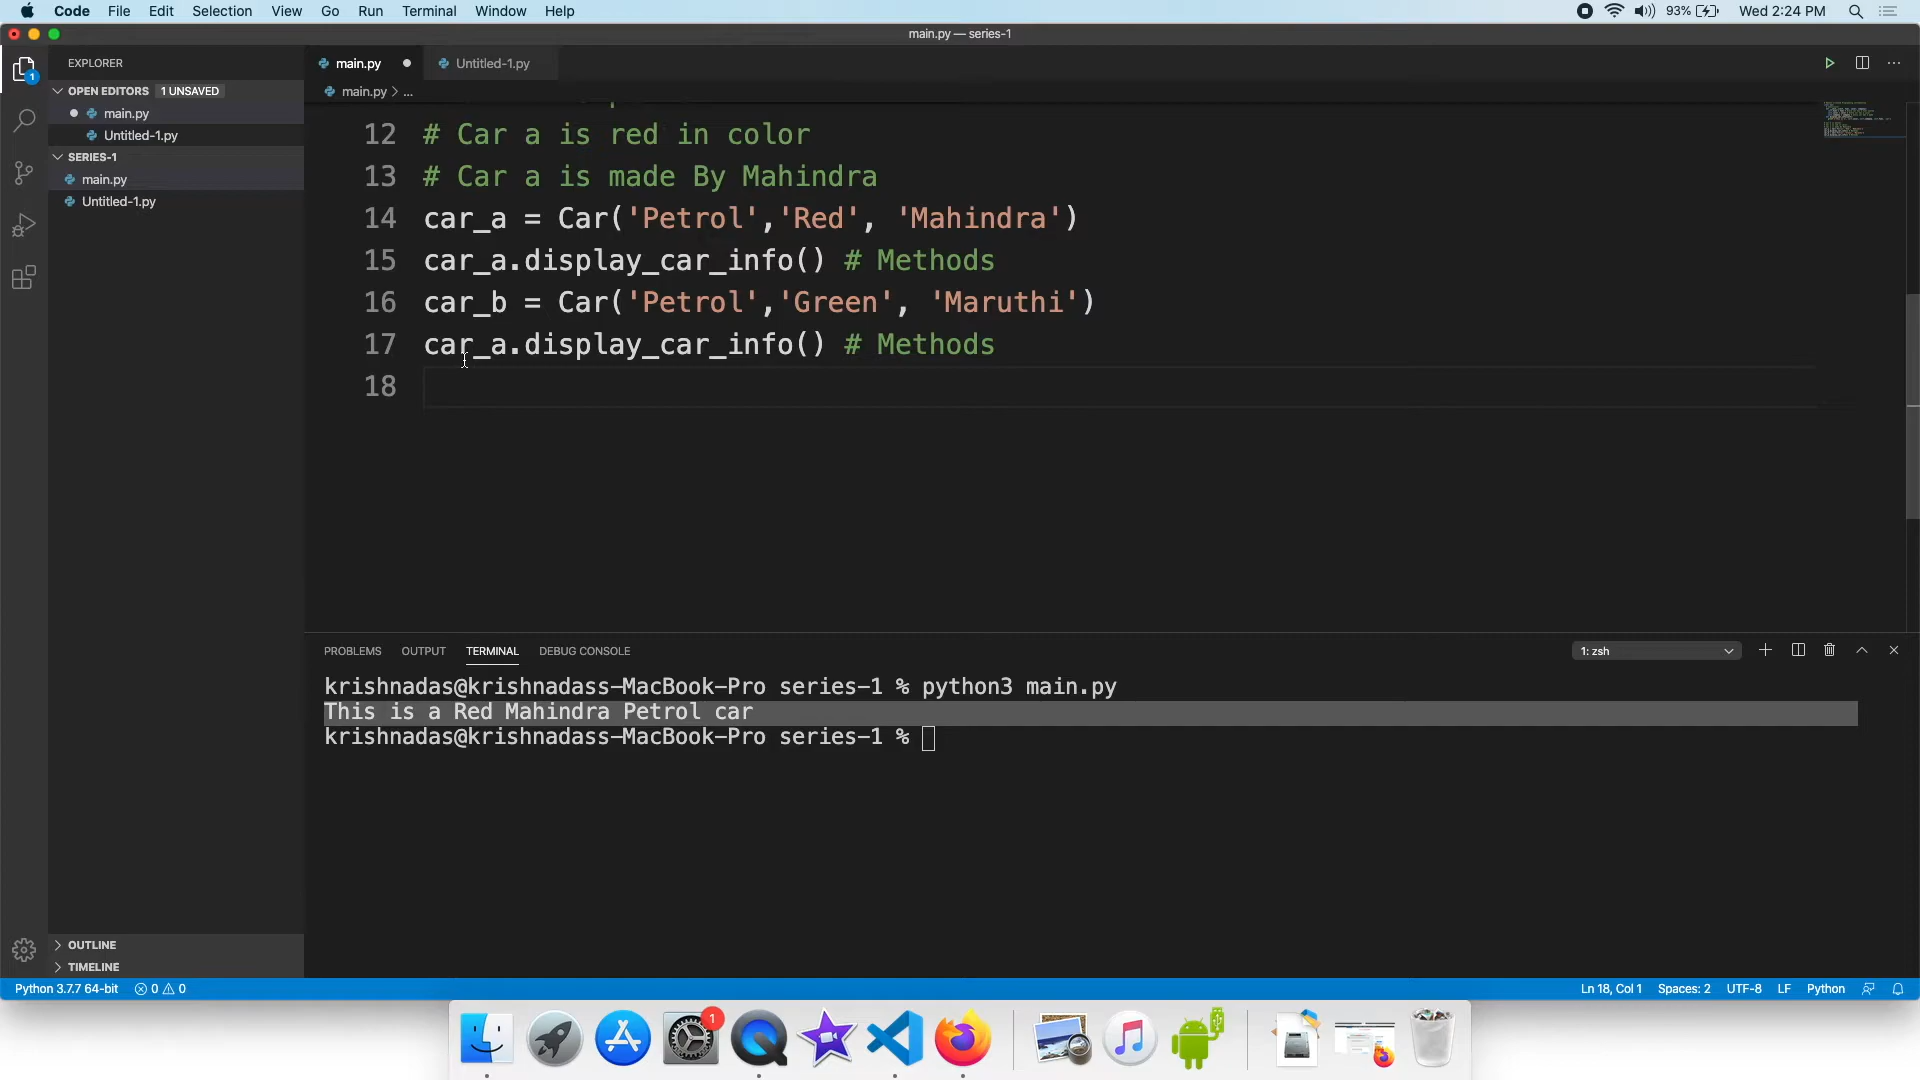 Code File Edit Selection View Go Run Terminal Window Help 93% Wed 2:24 PM
main.py — series-1
EXPLORER
main.py
Untitled-1.py
OPEN EDITORS 1 UNSAVED
main.py > ...
main.py
Untitled-1.py
SERIES-1
main.py
Untitled-1.py
12 # Car a is red in color
13 # Car a is made By Mahindra
14 car_a = Car('Petrol','Red', 'Mahindra')
15 car_a.display_car_info() # Methods
16 car_b = Car('Petrol','Green', 'Maruthi')
17 car_a.display_car_info() # Methods
18
PROBLEMS OUTPUT TERMINAL DEBUG CONSOLE 1: zsh
krishnadas@krishnadass-MacBook-Pro series-1 % python3 main.py
This is a Red Mahindra Petrol car
krishnadas@krishnadass-MacBook-Pro series-1 %
OUTLINE
TIMELINE
Python 3.7.7 64-bit 0 0 Ln 18, Col 1 Spaces: 2 UTF-8 LF Python
1
1